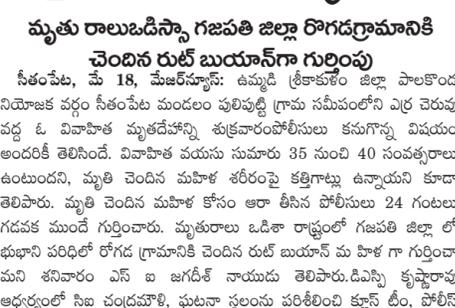 మృతు రాలుఒడిస్సా గజపతి జిల్లా రొగడగ్రామానికి
చెందిన రుట్ బుయాన్‌గా గుర్తింపు
సీతంపేట, మే 18, మేజర్‌న్యూస్: ఉమ్మడి శ్రీకాకుళం జిల్లా పాలకొండ
నియోజక వర్గం సీతంపేట మండలం పులిపుట్టి గ్రామ సమీపంలోని ఎర్ర చెరువు
వద్ద ఓ వివాహిత మృతదేహాన్ని శుక్రవారంపోలీసులు కనుగొన్న విషయం
అందరికీ తెలిసిందే. వివాహిత వయసు సుమారు 35 నుంచి 40 సంవత్సరాలు
ఉంటుందని, మృతి చెందిన మహిళ శరీరంపై కత్తిగాట్లు ఉన్నాయని కూడా
తెలిపారు. మృతి చెందిన మహిళ కోసం ఆరా తీసిన పోలీసులు 24 గంటలు
గడవక ముందే గుర్తించారు. మృతురాలు ఒడిశా రాష్ట్రంలో గజపతి జిల్లా లో
భుభాని పరిధిలో రోగడ గ్రామానికి చెందిన రుట్ బుయాన్ మ హిళ గా గుర్తించా
మని శనివారం ఎస్ ఐ జగదీశ్ నాయుడు తెలిపారు.డిఎస్పి కృష్ణారావు
ఆధ్వర్యంలో సిఐ చంద్రమౌళి, ఘటనా స్థలంను పరిశీలించి క్లూస్ టీం, పోలీస్